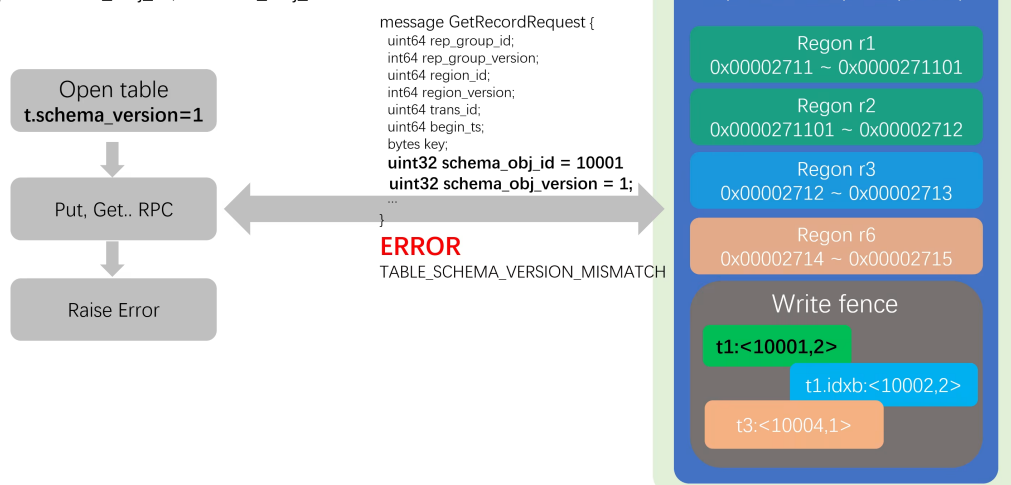 Open table
t.schema_version=1
Put, Get.. RPC
Raise Error
message GetRecordRequest {
uint64 rep_group_id;
int64 rep_group_version;
uint64 region_id;
int64 region_version;
uint64 trans_id;
uint64 begin_ts;
bytes key;
uint32 schema_obj_id = 10001
uint32 schema_obj_version = 1;
...
}
ERROR
TABLE_SCHEMA_VERSION_MISMATCH
Regon r1
0x00002711 ~ 0x0000271101
Regon r2
0x0000271101 ~ 0x00002712
Regon r3
0x00002712 ~ 0x00002713
Regon r6
0x00002714 ~ 0x00002715
Write fence
t1:<10001,2>
t1.idxb:<10002,2>
t3:<10004,1>